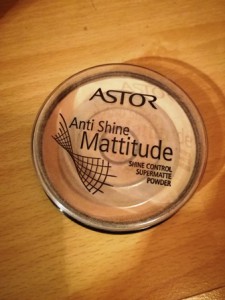 ASTOR
Anti Shine
Mattitude
SHINE CONTROL
SUPERMATTE
POWDER